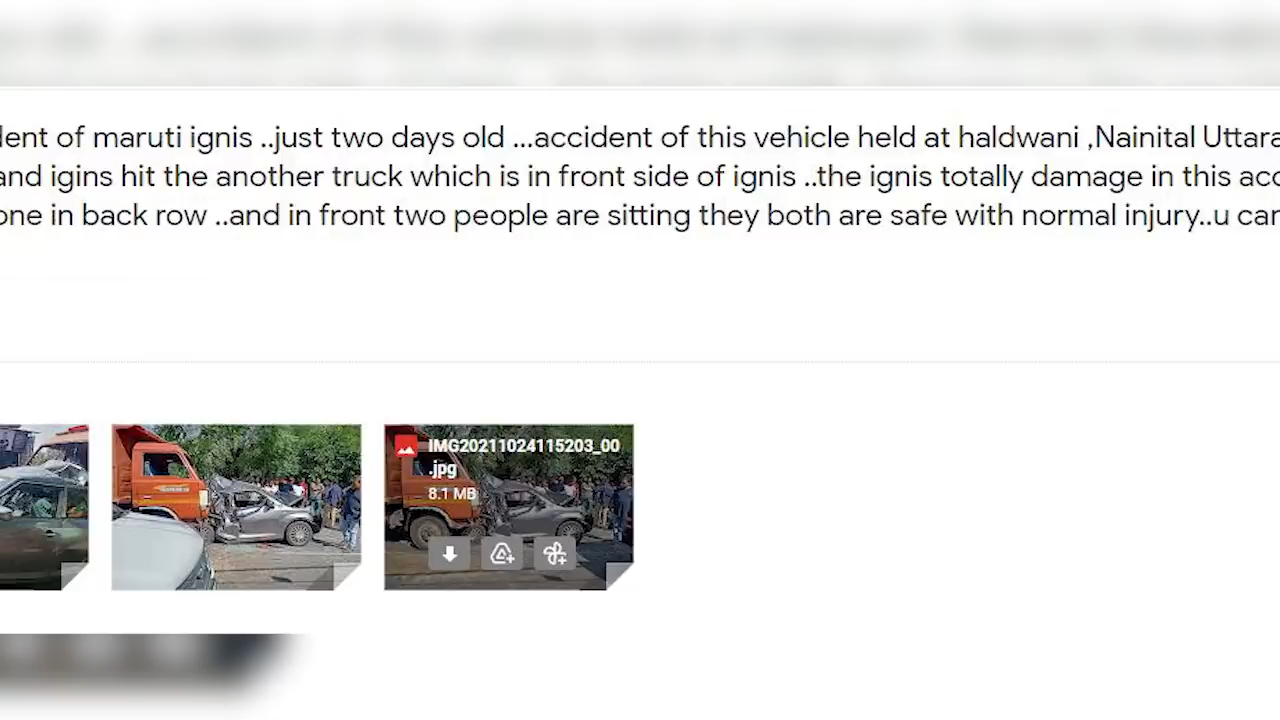 dent of maruti ignis ..just two days old ...accident of this vehicle held at haldwani ,Nainital Uttara
and igins hit the another truck which is in front side of ignis ..the ignis totally damage in this acc
one in back row ..and in front two people are sitting they both are safe with normal injury..u can
IMG20211024115203_00
.jpg
8.1 MB